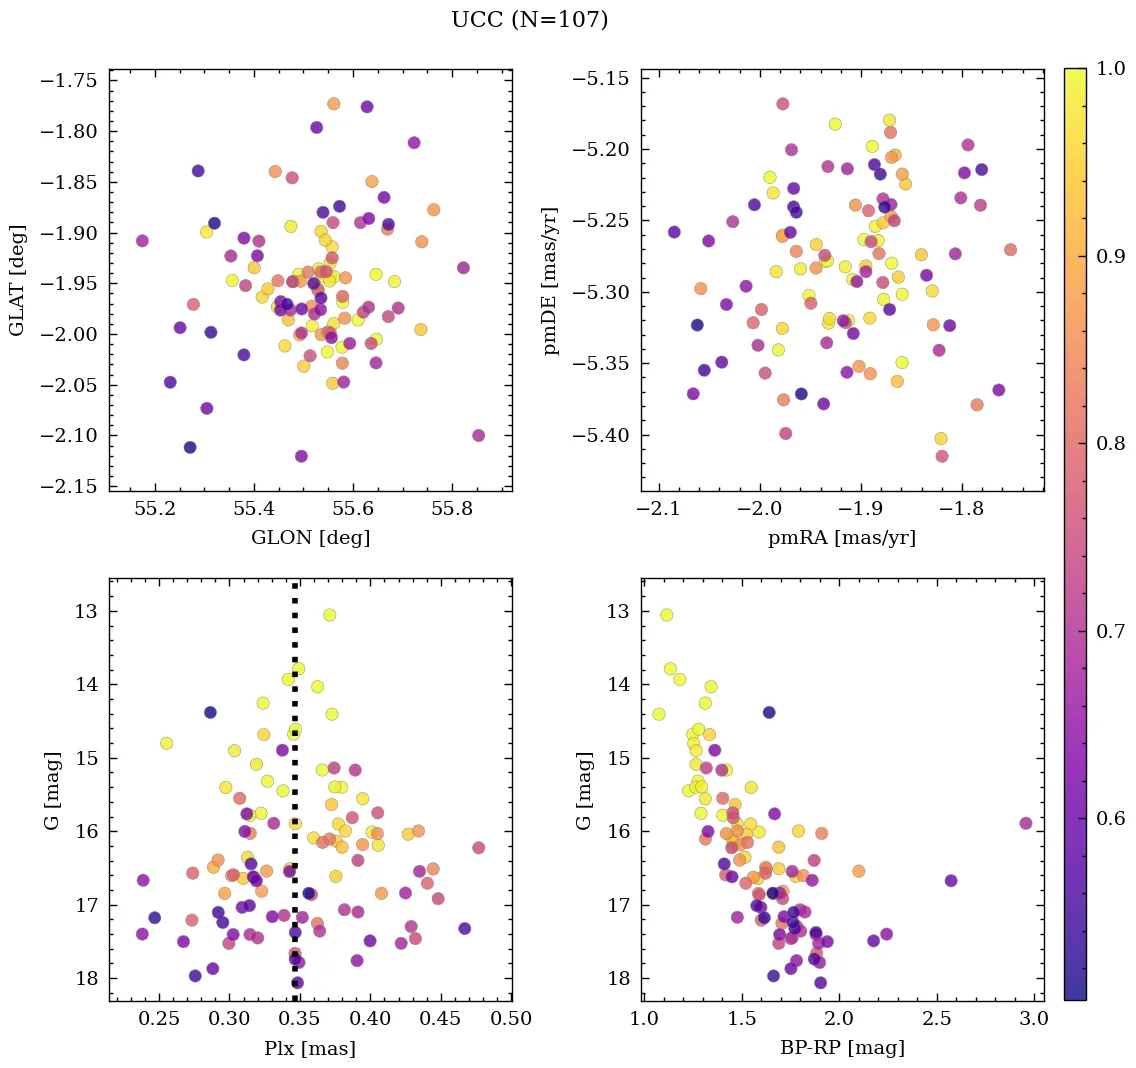 UCC (N=107)
−1.75
−1.80
−1.85
−1.90
−1.95
−2.00
−2.05
−2.10
−2.15
GLAT [deg]
55.2 55.4 55.6 55.8
GLON [deg]
−5.15
−5.20
−5.25
−5.30
−5.35
−5.40
pmDE [mas/yr]
−2.1 −2.0 −1.9 −1.8
pmRA [mas/yr]
13
14
15
16
17
18
G [mag]
0.25 0.30 0.35 0.40 0.45 0.50
Plx [mas]
13
14
15
16
17
18
G [mag]
1.0 1.5 2.0 2.5 3.0
BP-RP [mag]
1.0
0.9
0.8
0.7
0.6